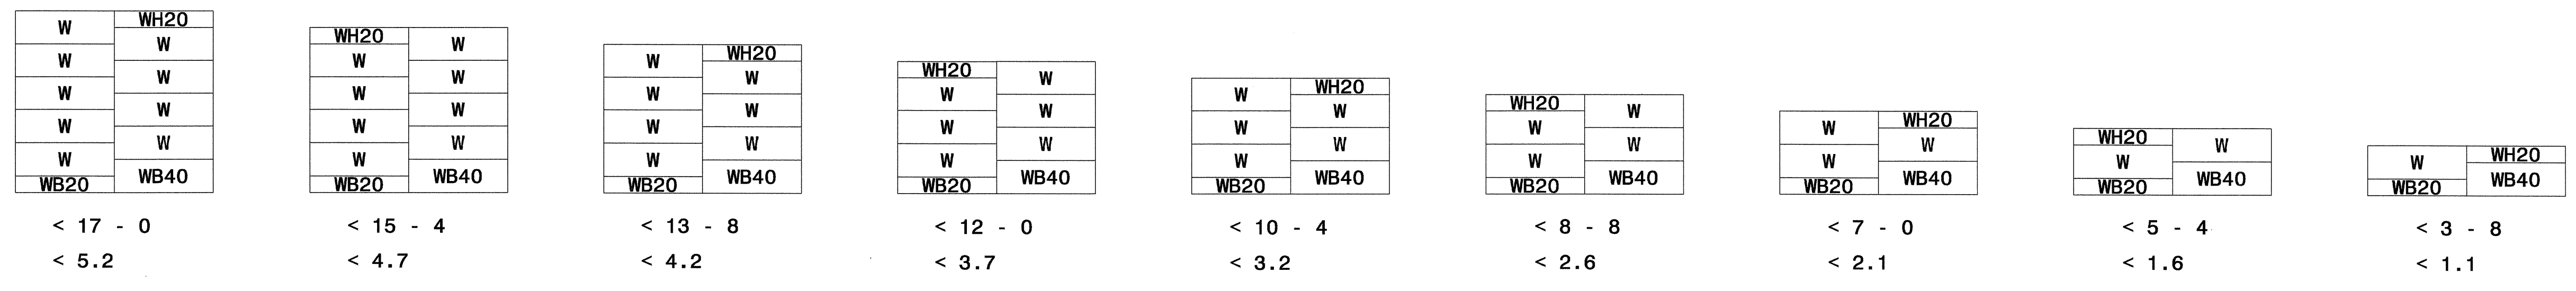 W WH20
W W
W W
W W
W W
WB20 WB40
< 17 - 0
< 5.2
WH20 W
W W
W W
W W
W WB40
WB20
< 15 - 4
< 4.7
W WH20
W W
W W
W W
WB20 WB40
< 13 - 8
< 4.2
WH20 W
W W
W W
W WB40
WB20
< 12 - 0
< 3.7
W WH20
W W
W W
WB20 WB40
< 10 - 4
< 3.2
WH20 W
W W
W WB40
WB20
< 8 - 8
< 2.6
W WH20
W W
WB20 WB40
< 7 - 0
< 2.1
WH20 W
W WB40
WB20
< 5 - 4
< 1.6
W WH20
WB20 WB40
< 3 - 8
< 1.1